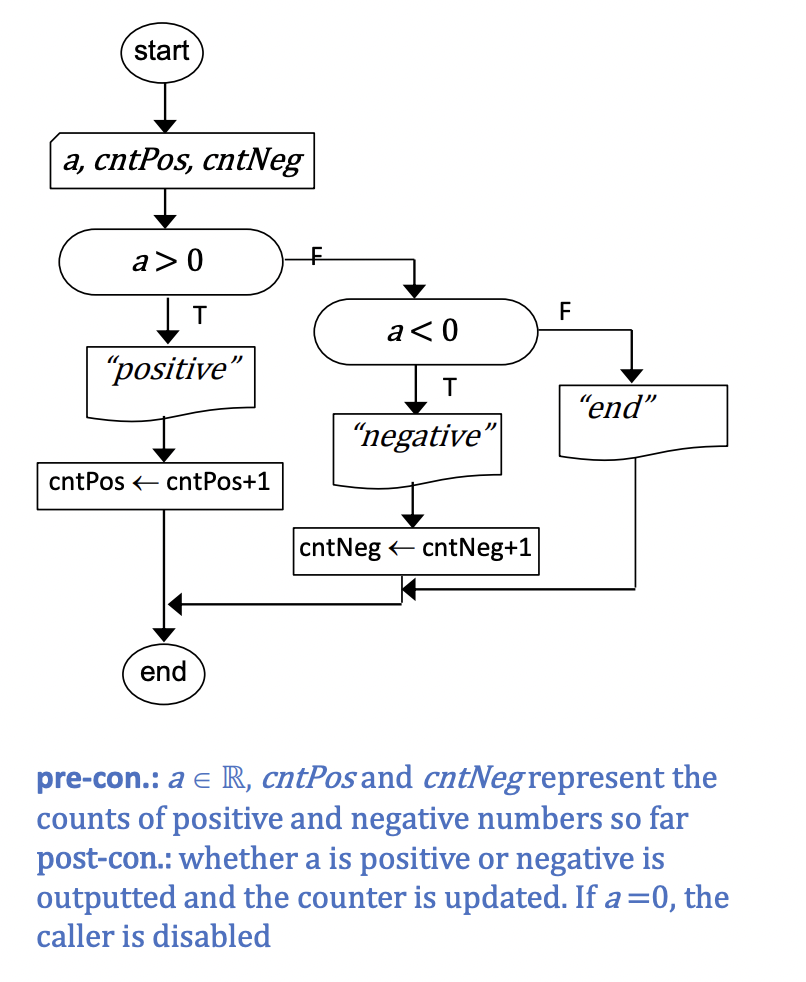 start
a, cntPos, cntNeg
a > 0
F
T
a < 0
F
“positive”
T
“end”
“negative”
cntPos ← cntPos+1
cntNeg ← cntNeg+1
end
pre-con.: a ∈ ℝ, cntPos and cntNeg represent the
counts of positive and negative numbers so far
post-con.: whether a is positive or negative is
outputted and the counter is updated. If a =0, the
caller is disabled